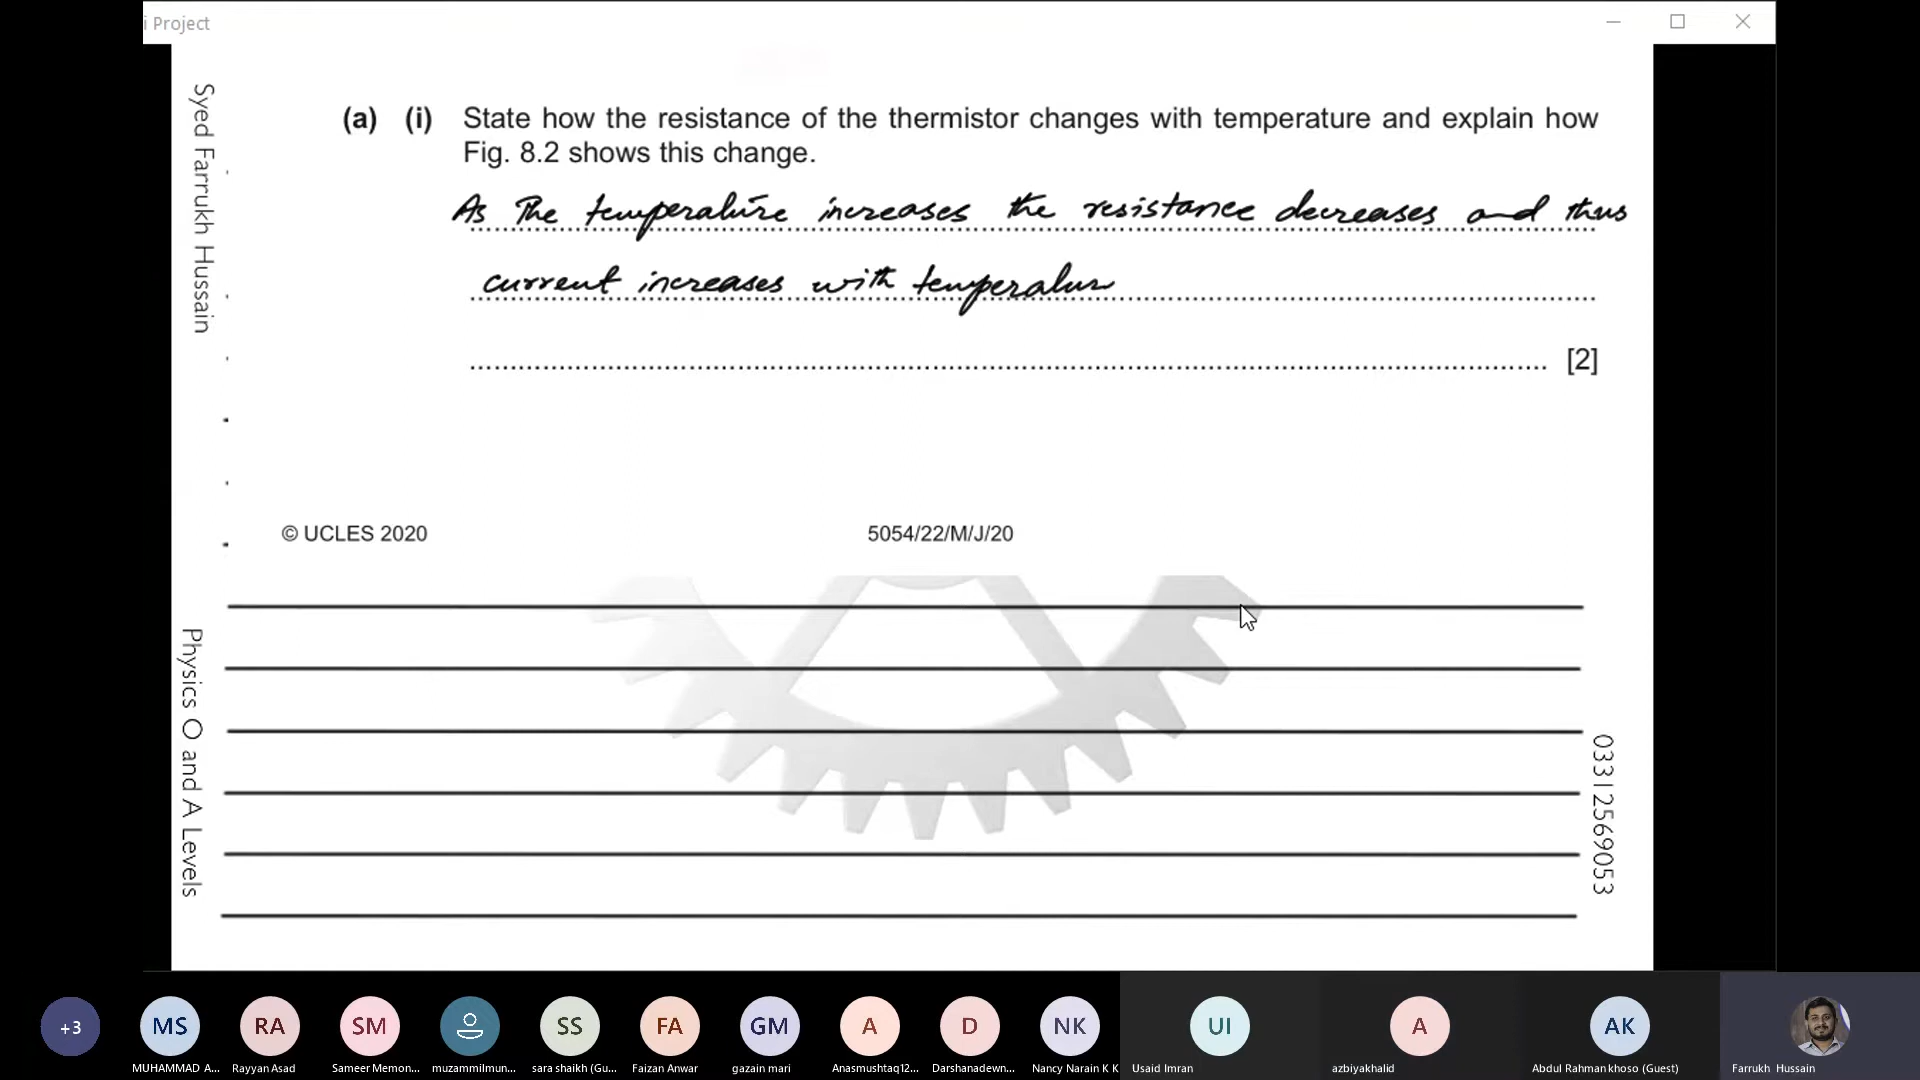 i Project
Syed Farrukh Hussain
(a) (i) State how the resistance of the thermistor changes with temperature and explain how
Fig. 8.2 shows this change.
As The temperature increases the resistance decreases and thus
current increases with temperatur
[2]
© UCLES 2020 5054/22/M/J/20
Physics O and A Levels
03312569053
+3 MS RA SM SS FA GM A D NK UI A AK
MUHAMMAD A... Rayyan Asad Sameer Memon... muzammilmun... sara shaikh (Gu... Faizan Anwar gazain mari Anasmushtaq12... Darshanadewn... Nancy Narain K K Usaid Imran azbiyakhalid Abdul Rahman khoso (Guest) Farrukh Hussain